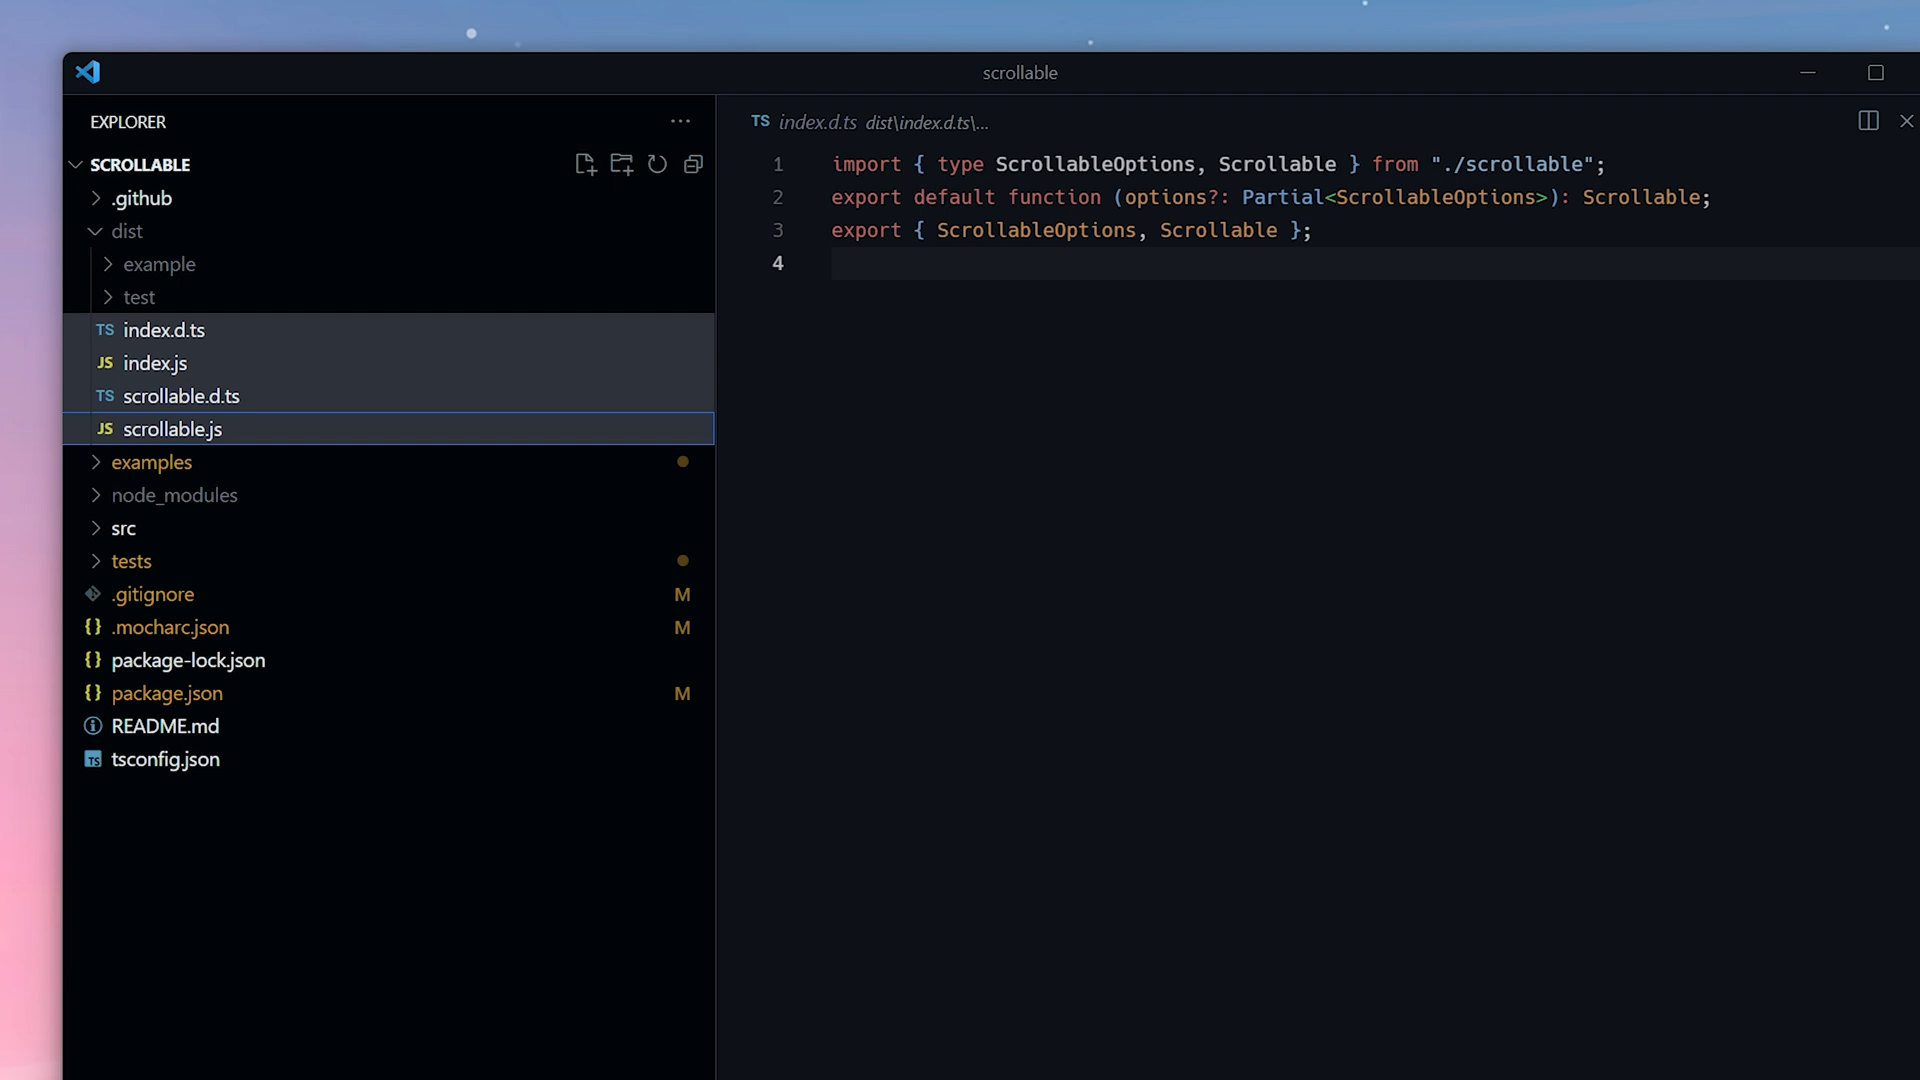 scrollable
EXPLORER
SCROLLABLE
.github
dist
example
test
TS index.d.ts
JS index.js
TS scrollable.d.ts
JS scrollable.js
examples
node_modules
src
tests
.gitignore M
{} .mocharc.json M
{} package-lock.json
{} package.json M
README.md
TS tsconfig.json
TS index.d.ts dist\index.d.ts\...
1 import { type ScrollableOptions, Scrollable } from "./scrollable";
2 export default function (options?: Partial<ScrollableOptions>): Scrollable;
3 export { ScrollableOptions, Scrollable };
4